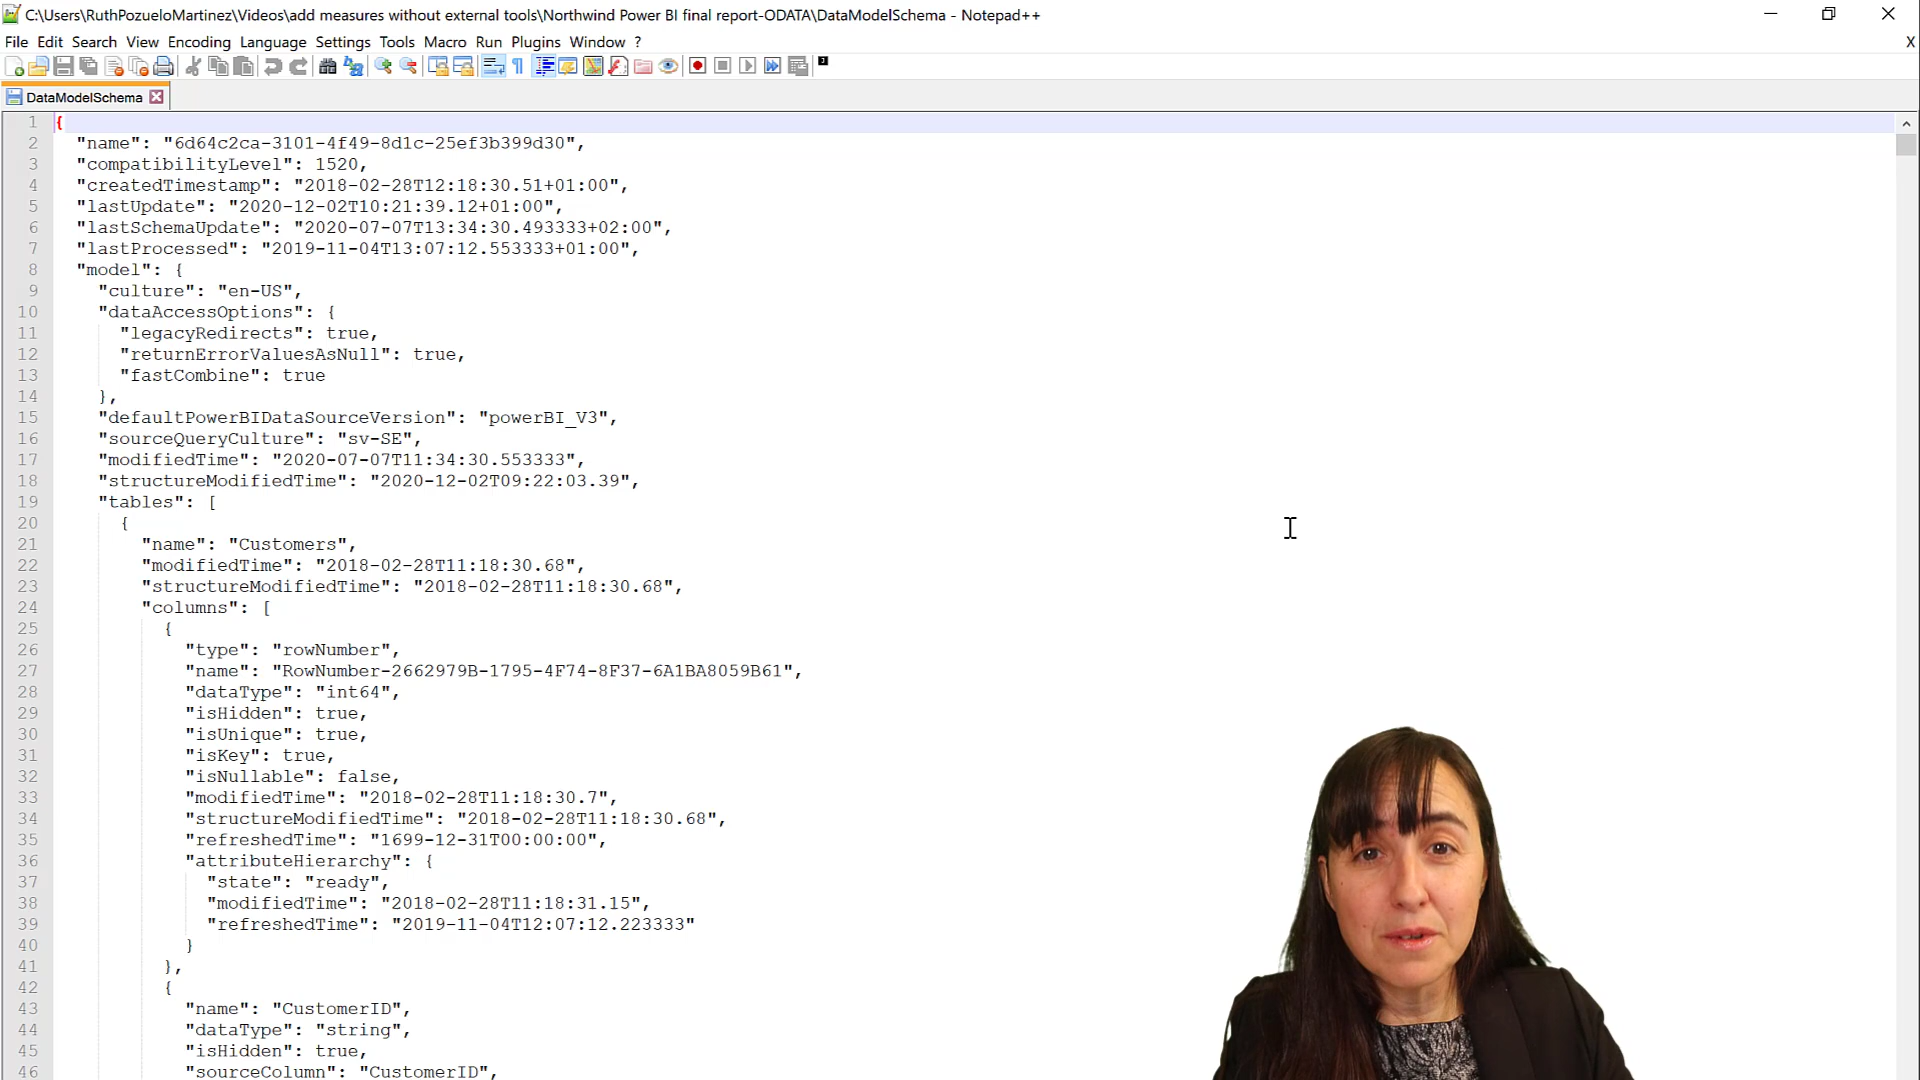 C:\Users\RuthPozueloMartinez\Videos\add measures without external tools\Northwind Power BI final report-ODATA\DataModelSchema - Notepad++
File Edit Search View Encoding Language Settings Tools Macro Run Plugins Window ? X
DataModelSchema
1 {
2 "name": "6d64c2ca-3101-4f49-8d1c-25ef3b399d30",
3 "compatibilityLevel": 1520,
4 "createdTimestamp": "2018-02-28T12:18:30.51+01:00",
5 "lastUpdate": "2020-12-02T10:21:39.12+01:00",
6 "lastSchemaUpdate": "2020-07-07T13:34:30.493333+02:00",
7 "lastProcessed": "2019-11-04T13:07:12.553333+01:00",
8 "model": {
9 "culture": "en-US",
10 "dataAccessOptions": {
11 "legacyRedirects": true,
12 "returnErrorValuesAsNull": true,
13 "fastCombine": true
14 },
15 "defaultPowerBIDataSourceVersion": "powerBI_V3",
16 "sourceQueryCulture": "sv-SE",
17 "modifiedTime": "2020-07-07T11:34:30.553333",
18 "structureModifiedTime": "2020-12-02T09:22:03.39",
19 "tables": [
20 {
21 "name": "Customers",
22 "modifiedTime": "2018-02-28T11:18:30.68",
23 "structureModifiedTime": "2018-02-28T11:18:30.68",
24 "columns": [
25 {
26 "type": "rowNumber",
27 "name": "RowNumber-2662979B-1795-4F74-8F37-6A1BA8059B61",
28 "dataType": "int64",
29 "isHidden": true,
30 "isUnique": true,
31 "isKey": true,
32 "isNullable": false,
33 "modifiedTime": "2018-02-28T11:18:30.7",
34 "structureModifiedTime": "2018-02-28T11:18:30.68",
35 "refreshedTime": "1699-12-31T00:00:00",
36 "attributeHierarchy": {
37 "state": "ready",
38 "modifiedTime": "2018-02-28T11:18:31.15",
39 "refreshedTime": "2019-11-04T12:07:12.223333"
40 }
41 },
42 {
43 "name": "CustomerID",
44 "dataType": "string",
45 "isHidden": true,
46 "sourceColumn": "CustomerID",